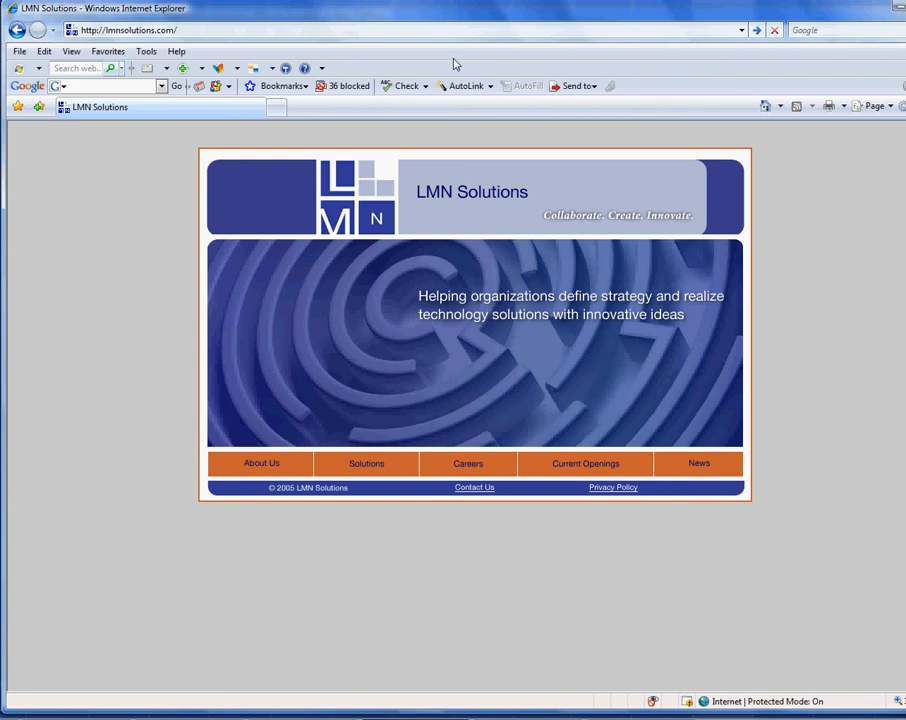 LMN Solutions - Windows Internet Explorer
http://lmnsolutions.com/
Google
File Edit View Favorites Tools Help
Search web...
Google G Go Bookmarks 36 blocked Check AutoLink AutoFill Send to
LMN Solutions
Page
L
M N
LMN Solutions
Collaborate. Create. Innovate.
Helping organizations define strategy and realize
technology solutions with innovative ideas
About Us Solutions Careers Current Openings News
© 2005 LMN Solutions Contact Us Privacy Policy
Internet | Protected Mode: On